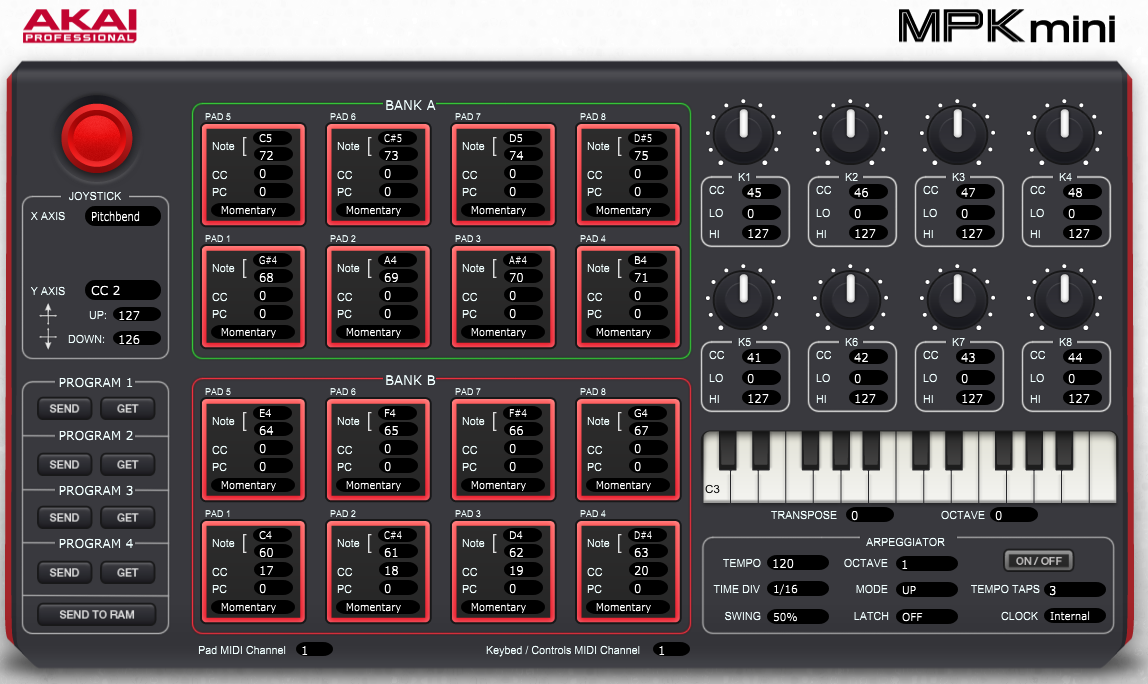 AKAI
PROFESSIONAL
MPK mini
JOYSTICK
X AXIS Pitchbend
Y AXIS CC 2
UP: 127
DOWN: 126
PROGRAM 1
SEND GET
PROGRAM 2
SEND GET
PROGRAM 3
SEND GET
PROGRAM 4
SEND GET
SEND TO RAM
BANK A
PAD 5 PAD 6 PAD 7 PAD 8
Note [ C5 Note [ C#5 Note [ D5 Note [ D#5
72 73 74 75
CC 0 CC 0 CC 0 CC 0
PC 0 PC 0 PC 0 PC 0
Momentary Momentary Momentary Momentary
PAD 1 PAD 2 PAD 3 PAD 4
Note [ G#4 Note [ A4 Note [ A#4 Note [ B4
68 69 70 71
CC 0 CC 0 CC 0 CC 0
PC 0 PC 0 PC 0 PC 0
Momentary Momentary Momentary Momentary
BANK B
PAD 5 PAD 6 PAD 7 PAD 8
Note [ E4 Note [ F4 Note [ F#4 Note [ G4
64 65 66 67
CC 0 CC 0 CC 0 CC 0
PC 0 PC 0 PC 0 PC 0
Momentary Momentary Momentary Momentary
PAD 1 PAD 2 PAD 3 PAD 4
Note [ C4 Note [ C#4 Note [ D4 Note [ D#4
60 61 62 63
CC 17 CC 18 CC 19 CC 20
PC 0 PC 0 PC 0 PC 0
Momentary Momentary Momentary Momentary
Pad MIDI Channel 1 Keybed / Controls MIDI Channel 1
K1 K2 K3 K4
CC 45 CC 46 CC 47 CC 48
LO 0 LO 0 LO 0 LO 0
HI 127 HI 127 HI 127 HI 127
K5 K6 K7 K8
CC 41 CC 42 CC 43 CC 44
LO 0 LO 0 LO 0 LO 0
HI 127 HI 127 HI 127 HI 127
C3
TRANSPOSE 0 OCTAVE 0
ARPEGGIATOR
TEMPO 120 OCTAVE 1 ON / OFF
TIME DIV 1/16 MODE UP TEMPO TAPS 3
SWING 50% LATCH OFF CLOCK Internal